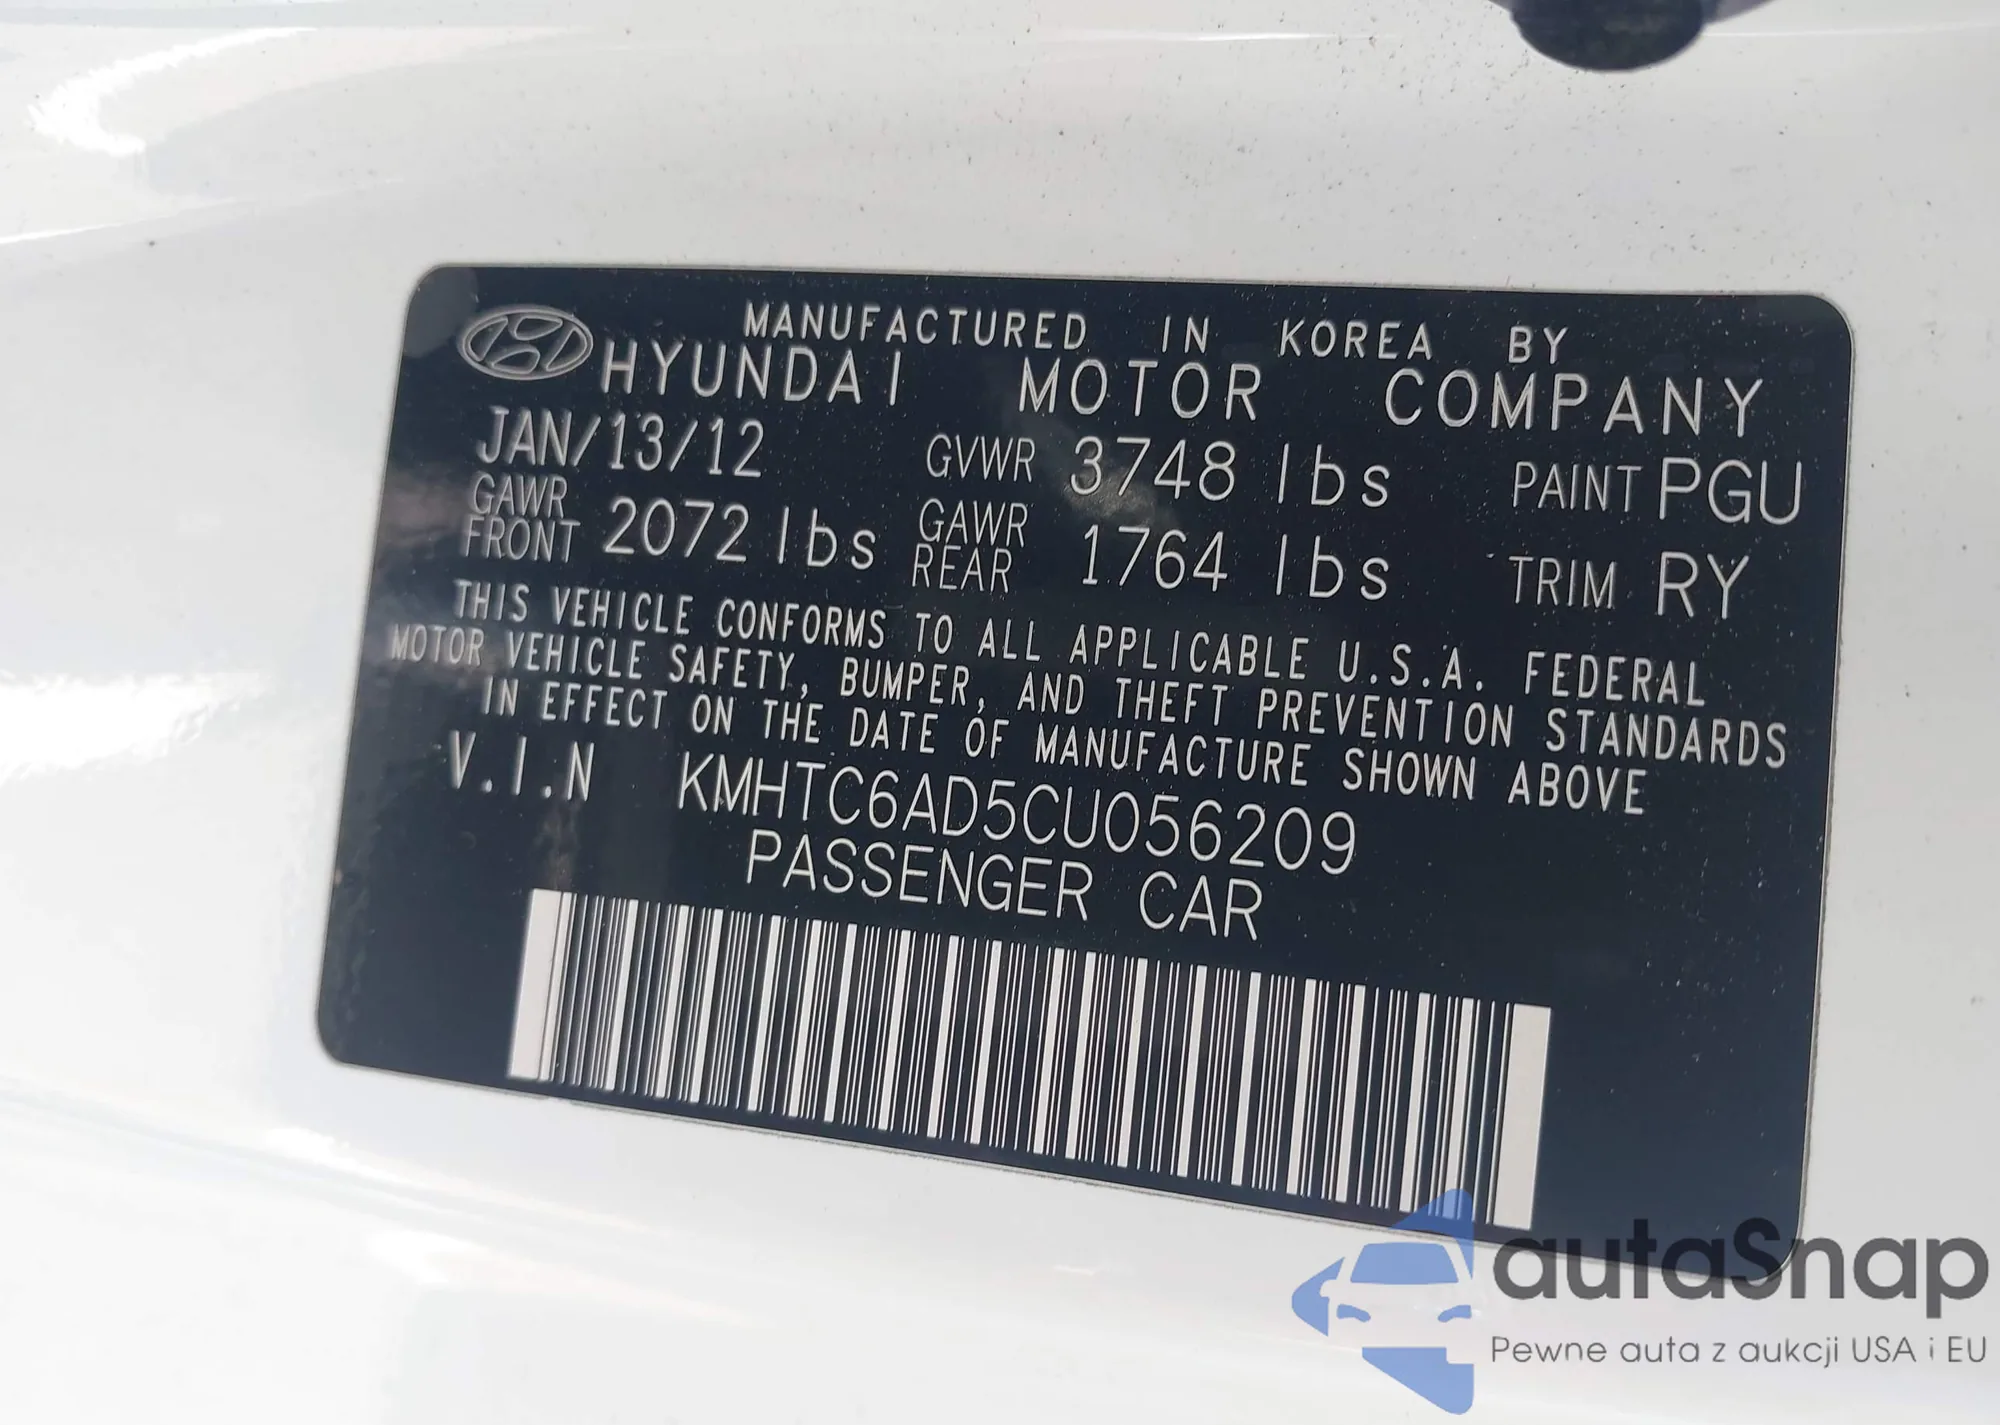 MANUFACTURED IN KOREA BY
HYUNDAI MOTOR COMPANY
JAN/13/12 GVWR 3748 lbs PAINT PGU
GAWR FRONT 2072 lbs GAWR REAR 1764 lbs TRIM RY
THIS VEHICLE CONFORMS TO ALL APPLICABLE U.S.A. FEDERAL
MOTOR VEHICLE SAFETY, BUMPER, AND THEFT PREVENTION STANDARDS
IN EFFECT ON THE DATE OF MANUFACTURE SHOWN ABOVE
V.I.N KMHTC6AD5CU056209
PASSENGER CAR
autaSnap
Pewne auta z aukcji USA i EU